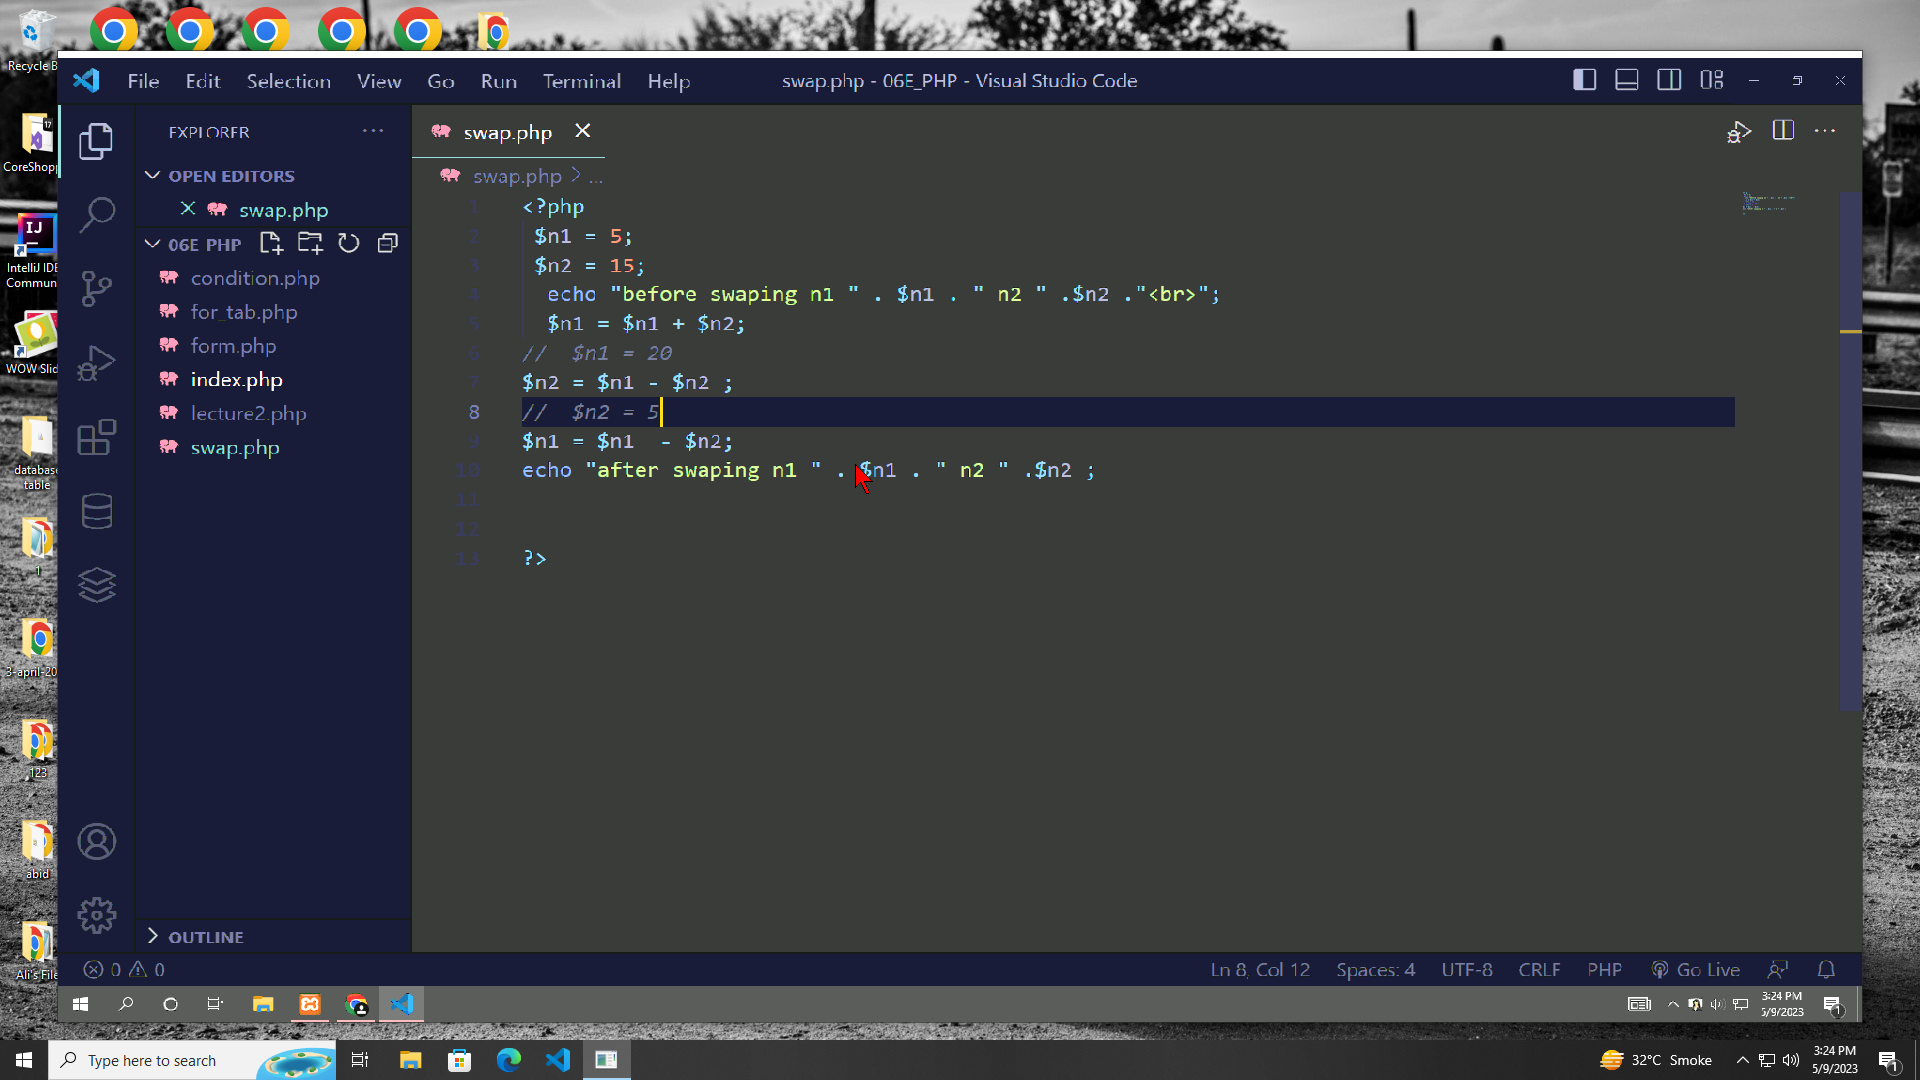 Recycle B
CoreShopp
IntelliJ IDE
Commun
WOW Slid
database
table
1
3-april-20
123
abid
Ali's File
File Edit Selection View Go Run Terminal Help
swap.php - 06E_PHP - Visual Studio Code
EXPLORER
OPEN EDITORS
swap.php
06E PHP
condition.php
for_tab.php
form.php
index.php
lecture2.php
swap.php
OUTLINE
swap.php
swap.php > ...
1 <?php
2 $n1 = 5;
3 $n2 = 15;
4 echo "before swaping n1 " . $n1 . " n2 " .$n2 ."<br>";
5 $n1 = $n1 + $n2;
6 // $n1 = 20
7 $n2 = $n1 - $n2 ;
8 // $n2 = 5
9 $n1 = $n1 - $n2;
10 echo "after swaping n1 " . $n1 . " n2 " .$n2 ;
11
12
13 ?>
0 0
Ln 8, Col 12 Spaces: 4 UTF-8 CRLF PHP Go Live
3:24 PM
5/9/2023
1
Type here to search
32°C Smoke
3:24 PM
5/9/2023
1